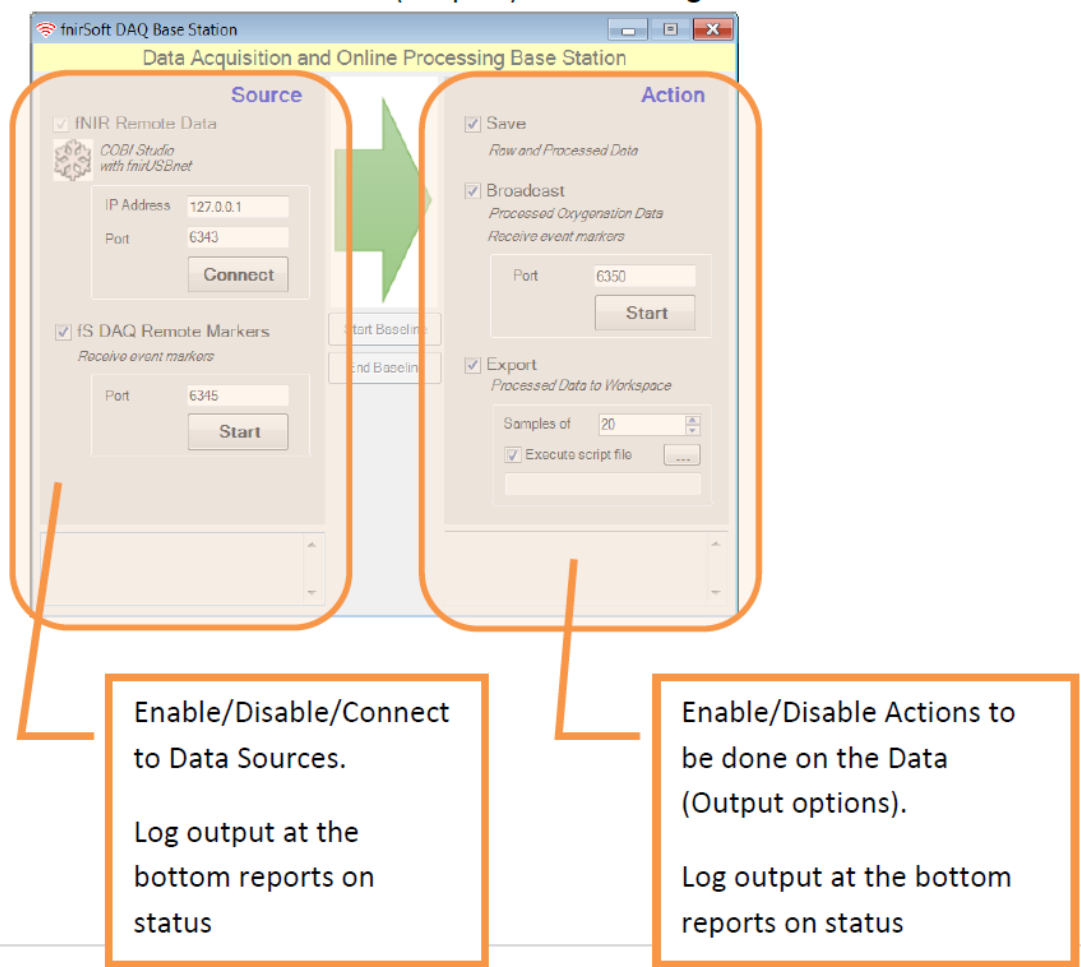 fnirSoft DAQ Base Station
Data Acquisition and Online Processing Base Station
Source
fNIR Remote Data
COBI Studio
with fnirUSBnet
IP Address 127.0.0.1
Port 6343
Connect
fS DAQ Remote Markers
Receive event markers
Port 6345
Start
Start Baseline
End Baseline
Action
Save
Raw and Processed Data
Broadcast
Processed Oxygenation Data
Receive event markers
Port 6350
Start
Export
Processed Data to Workspace
Samples of 20
Execute script file ...
Enable/Disable/Connect
to Data Sources.
Log output at the
bottom reports on
status
Enable/Disable Actions to
be done on the Data
(Output options).
Log output at the bottom
reports on status